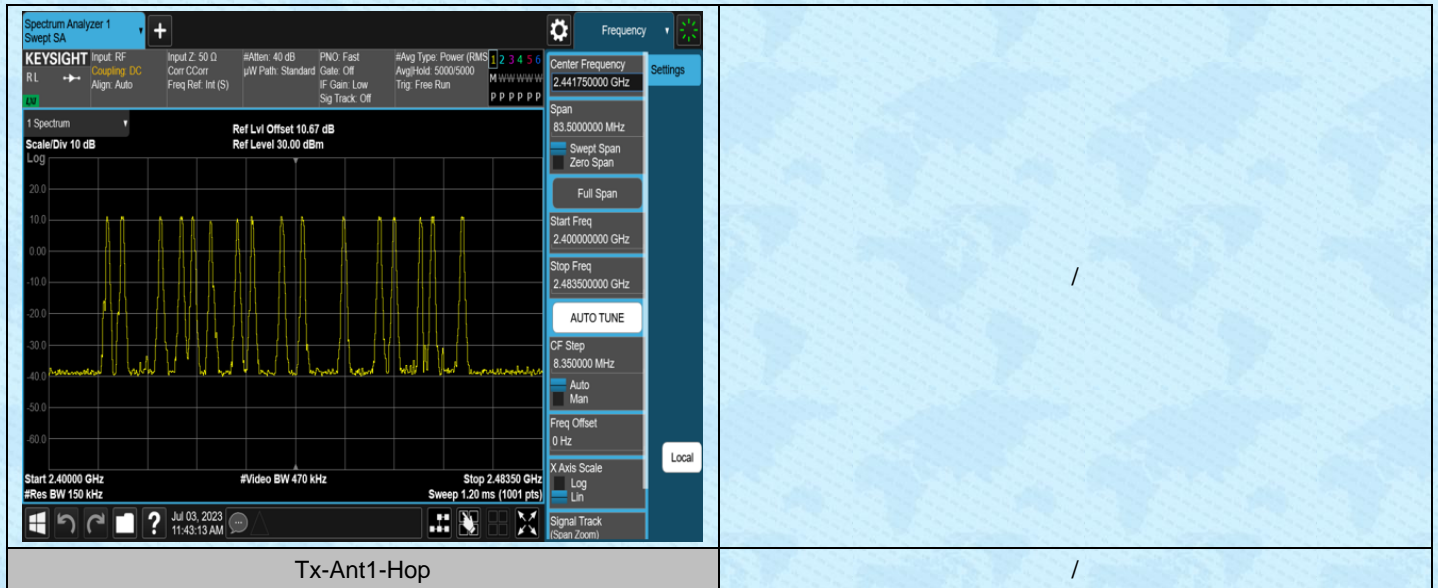 Spectrum Analyzer 1
Swept SA
+
Frequency
KEYSIGHT
RL
LXI
Input: RF
Coupling: DC
Align: Auto
Input Z: 50 Ω
Corr CCorr
Freq Ref: Int (S)
#Atten: 40 dB
µW Path: Standard
PNO: Fast
Gate: Off
IF Gain: Low
Sig Track: Off
#Avg Type: Power (RMS
Avg|Hold: 5000/5000
Trig: Free Run
1 2 3 4 5 6
M W W W W W
P P P P P P
1 Spectrum
Scale/Div 10 dB
Log
Ref Lvl Offset 10.67 dB
Ref Level 30.00 dBm
20.0
10.0
0.00
-10.0
-20.0
-30.0
-40.0
-50.0
-60.0
Start 2.40000 GHz
#Res BW 150 kHz
#Video BW 470 kHz
Stop 2.48350 GHz
Sweep 1.20 ms (1001 pts)
?
Jul 03, 2023
11:43:13 AM
Center Frequency
2.441750000 GHz
Span
83.5000000 MHz
Swept Span
Zero Span
Full Span
Start Freq
2.400000000 GHz
Stop Freq
2.483500000 GHz
AUTO TUNE
CF Step
8.350000 MHz
Auto
Man
Freq Offset
0 Hz
X Axis Scale
Log
Lin
Signal Track
(Span Zoom)
Settings
Local
/
Tx-Ant1-Hop
/